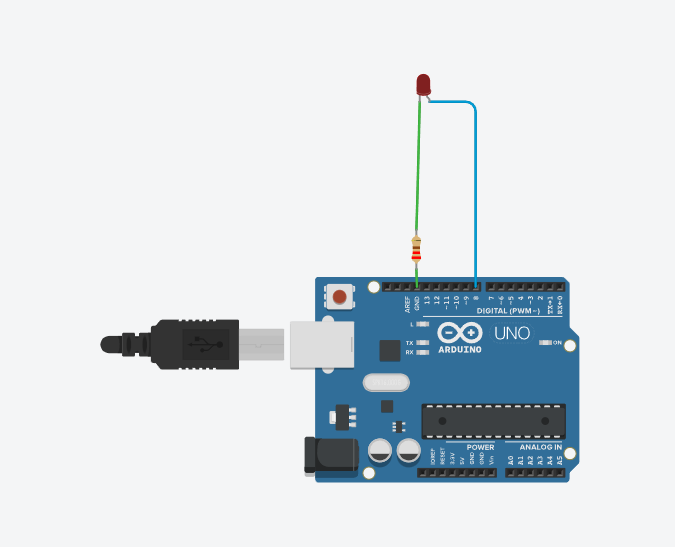 AREF
GND
13
12
~11
~10
~9
8
7
~6
~5
4
~3
2
TX→1
RX←0
DIGITAL (PWM~)
L
TX
RX
ARDUINO
UNO
ON
POWER
ANALOG IN
IOREF
RESET
3.3V
5V
GND
GND
Vin
A0
A1
A2
A3
A4
A5